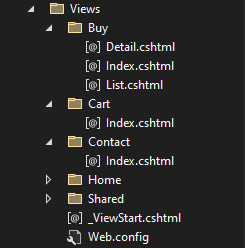 Views
Buy
Detail.cshtml
Index.cshtml
List.cshtml
Cart
Index.cshtml
Contact
Index.cshtml
Home
Shared
_ViewStart.cshtml
Web.config